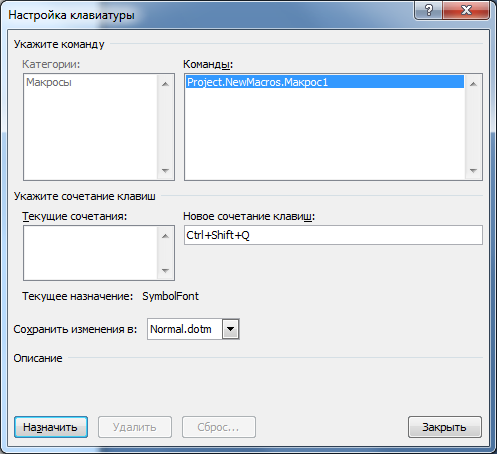 Настройка клавиатуры
Укажите команду
Категории:
Команды:
Макросы
Project.NewMacros.Макрос1
Укажите сочетание клавиш
Текущие сочетания:
Новое сочетание клавиш:
Ctrl+Shift+Q
Текущее назначение: SymbolFont
Сохранить изменения в: Normal.dotm
Описание
Назначить
Удалить
Сброс...
Закрыть